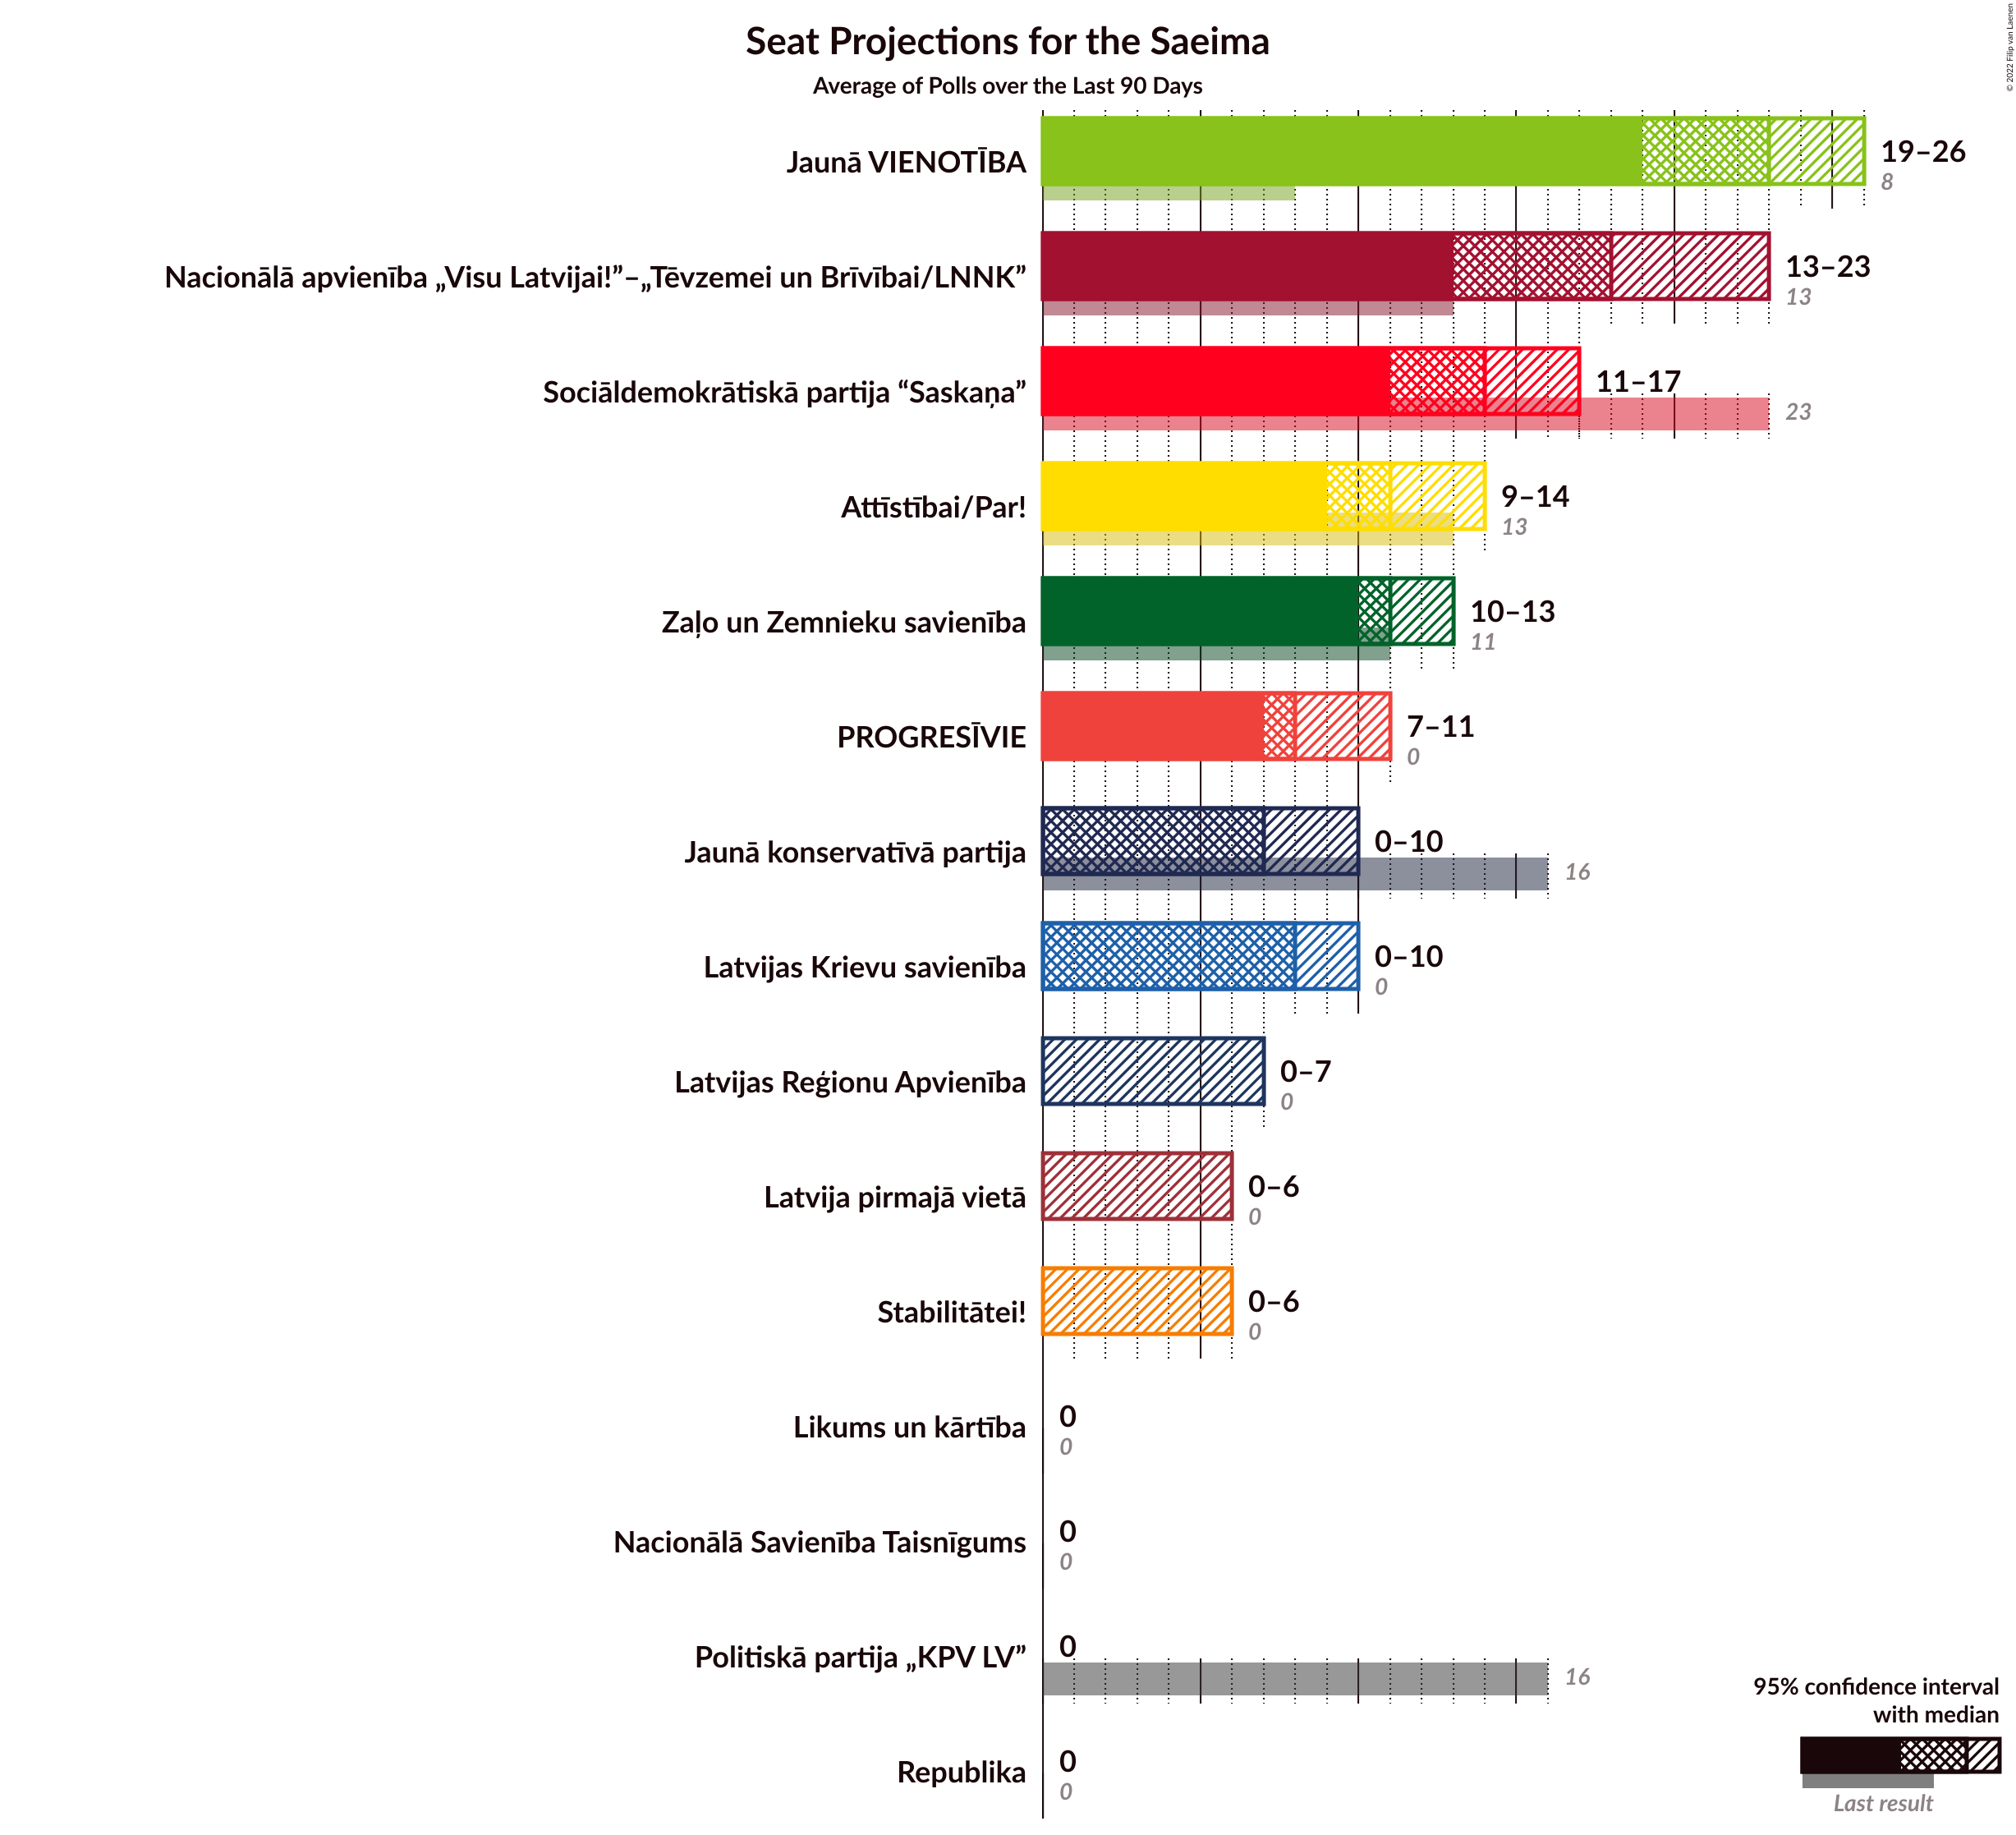 Seat Projections for the Saeima
Average of Polls over the Last 90 Days
© 2022 Filip van Laenen
Jaunā VIENOTĪBA
19–26
8
Nacionālā apvienība „Visu Latvijai!”–„Tēvzemei un Brīvībai/LNNK”
13–23
13
Sociāldemokrātiskā partija “Saskaņa”
11–17
23
Attīstībai/Par!
9–14
13
Zaļo un Zemnieku savienība
10–13
11
PROGRESĪVIE
7–11
0
Jaunā konservatīvā partija
0–10
16
Latvijas Krievu savienība
0–10
0
Latvijas Reģionu Apvienība
0–7
0
Latvija pirmajā vietā
0–6
0
Stabilitātei!
0–6
0
Likums un kārtība
0
0
Nacionālā Savienība Taisnīgums
0
0
Politiskā partija „KPV LV”
0
16
Republika
0
0
95% confidence interval
with median
Last result